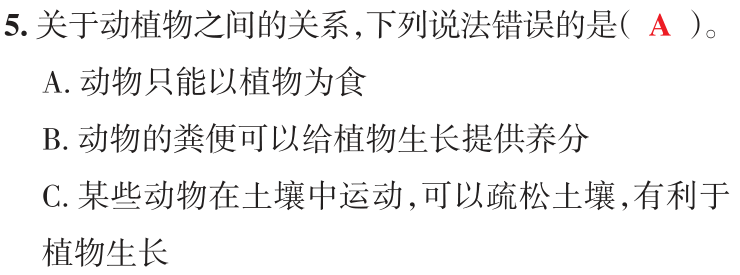 5. 关于动植物之间的关系,下列说法错误的是( A )。
A. 动物只能以植物为食
B. 动物的粪便可以给植物生长提供养分
C. 某些动物在土壤中运动,可以疏松土壤,有利于
植物生长